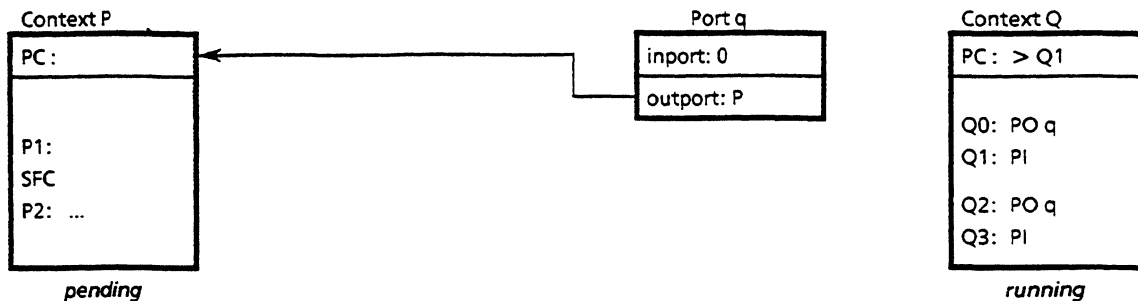 Context P
PC:
P1:
SFC
P2: ...
pending
Port q
inport: 0
outport: P
Context Q
PC: > Q1
Q0: PO q
Q1: PI
Q2: PO q
Q3: PI
running